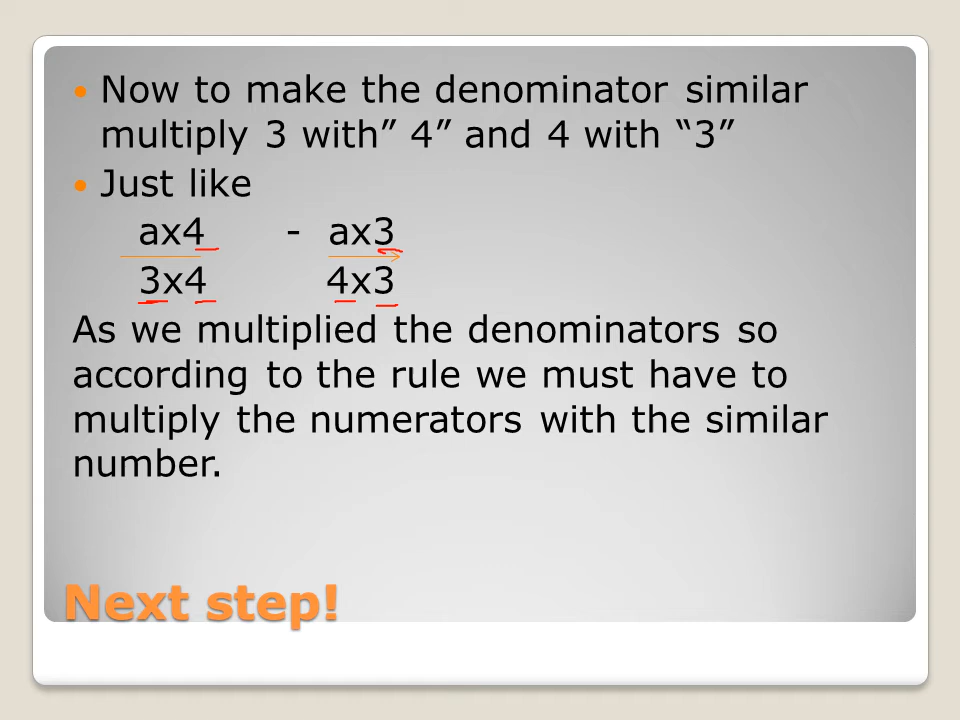 Now to make the denominator similar
multiply 3 with” 4” and 4 with “3”
Just like
ax4 - ax3
3x4 4x3
As we multiplied the denominators so
according to the rule we must have to
multiply the numerators with the similar
number.
Next step!